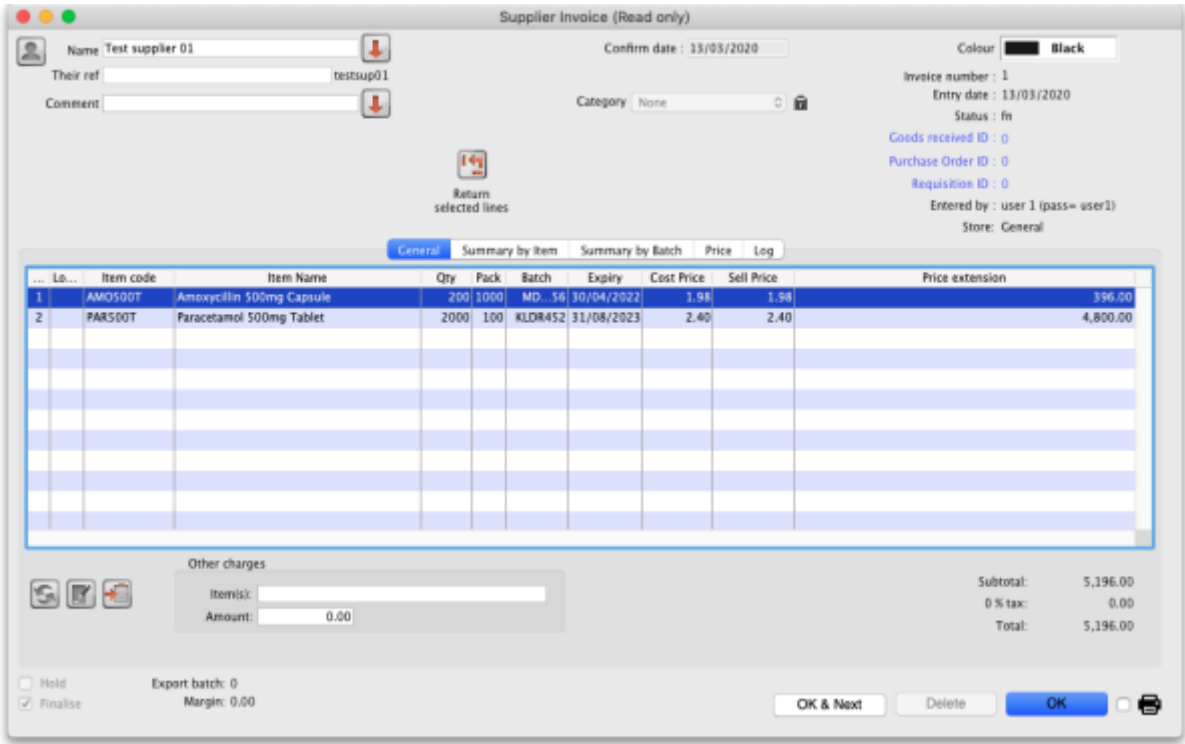 Supplier Invoice (Read only)
Name Test supplier 01 Confirm date : 13/03/2020 Colour Black
Their ref testsup01 Invoice number : 1
Comment Category None Entry date : 13/03/2020
Status : fn
Goods received ID : 0
Purchase Order ID : 0
Requisition ID : 0
Return
selected lines
Entered by : user 1 (pass= user1)
Store: General
General Summary by Item Summary by Batch Price Log
... Lo... Item code Item Name Qty Pack Batch Expiry Cost Price Sell Price Price extension
1 AMO500T Amoxycillin 500mg Capsule 200 1000 MD...56 30/04/2022 1.98 1.98 396.00
2 PAR500T Paracetamol 500mg Tablet 2000 100 KLDR452 31/08/2023 2.40 2.40 4,800.00
Other charges
Item(s):
Amount: 0.00
Subtotal: 5,196.00
0 % tax: 0.00
Total: 5,196.00
Hold Export batch: 0
Finalise Margin: 0.00
OK & Next Delete OK